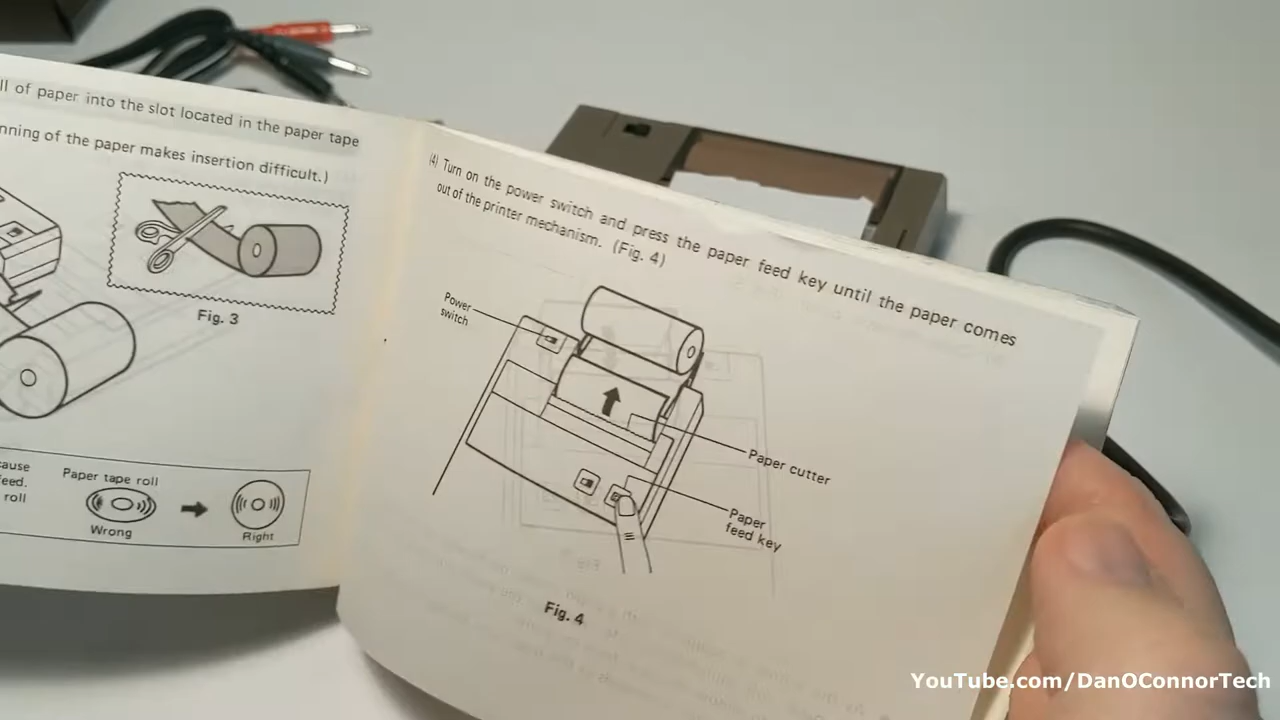 ll of paper into the slot located in the paper tape
nning of the paper makes insertion difficult.)
Fig. 3
ause
eed.
roll
Paper tape roll
Wrong
Right
(4) Turn on the power switch and press the paper feed key until the paper comes
out of the printer mechanism. (Fig. 4)
Power
switch
Paper cutter
Paper
feed key
Fig. 4
YouTube.com/DanOConnorTech